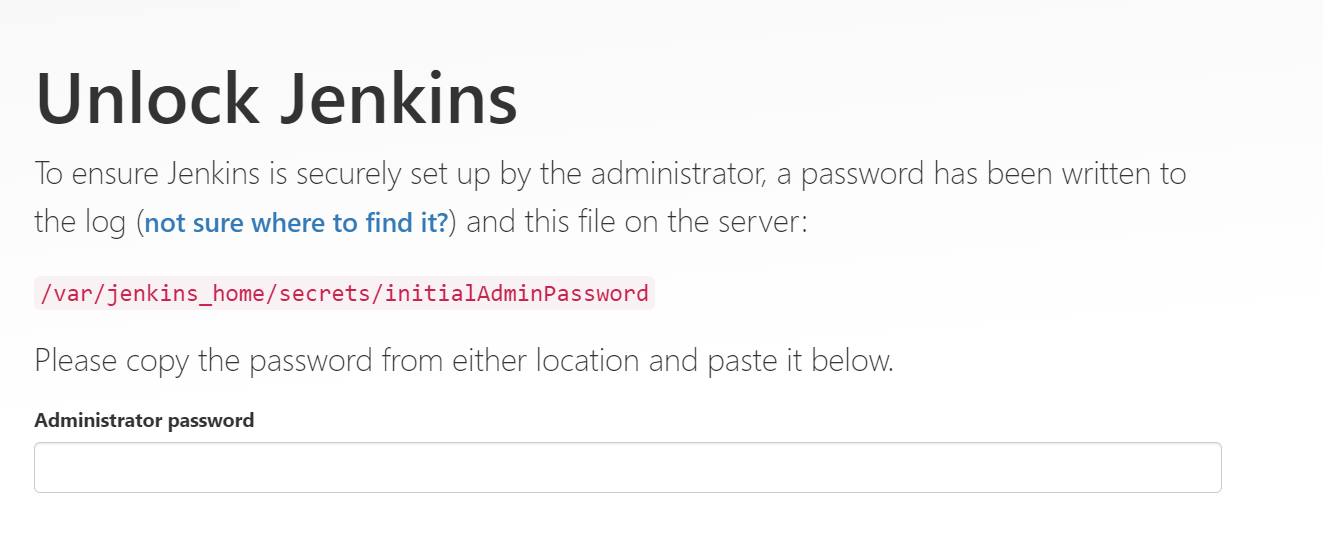 Unlock Jenkins
To ensure Jenkins is securely set up by the administrator, a password has been written to
the log (not sure where to find it?) and this file on the server:
/var/jenkins_home/secrets/initialAdminPassword
Please copy the password from either location and paste it below.
Administrator password